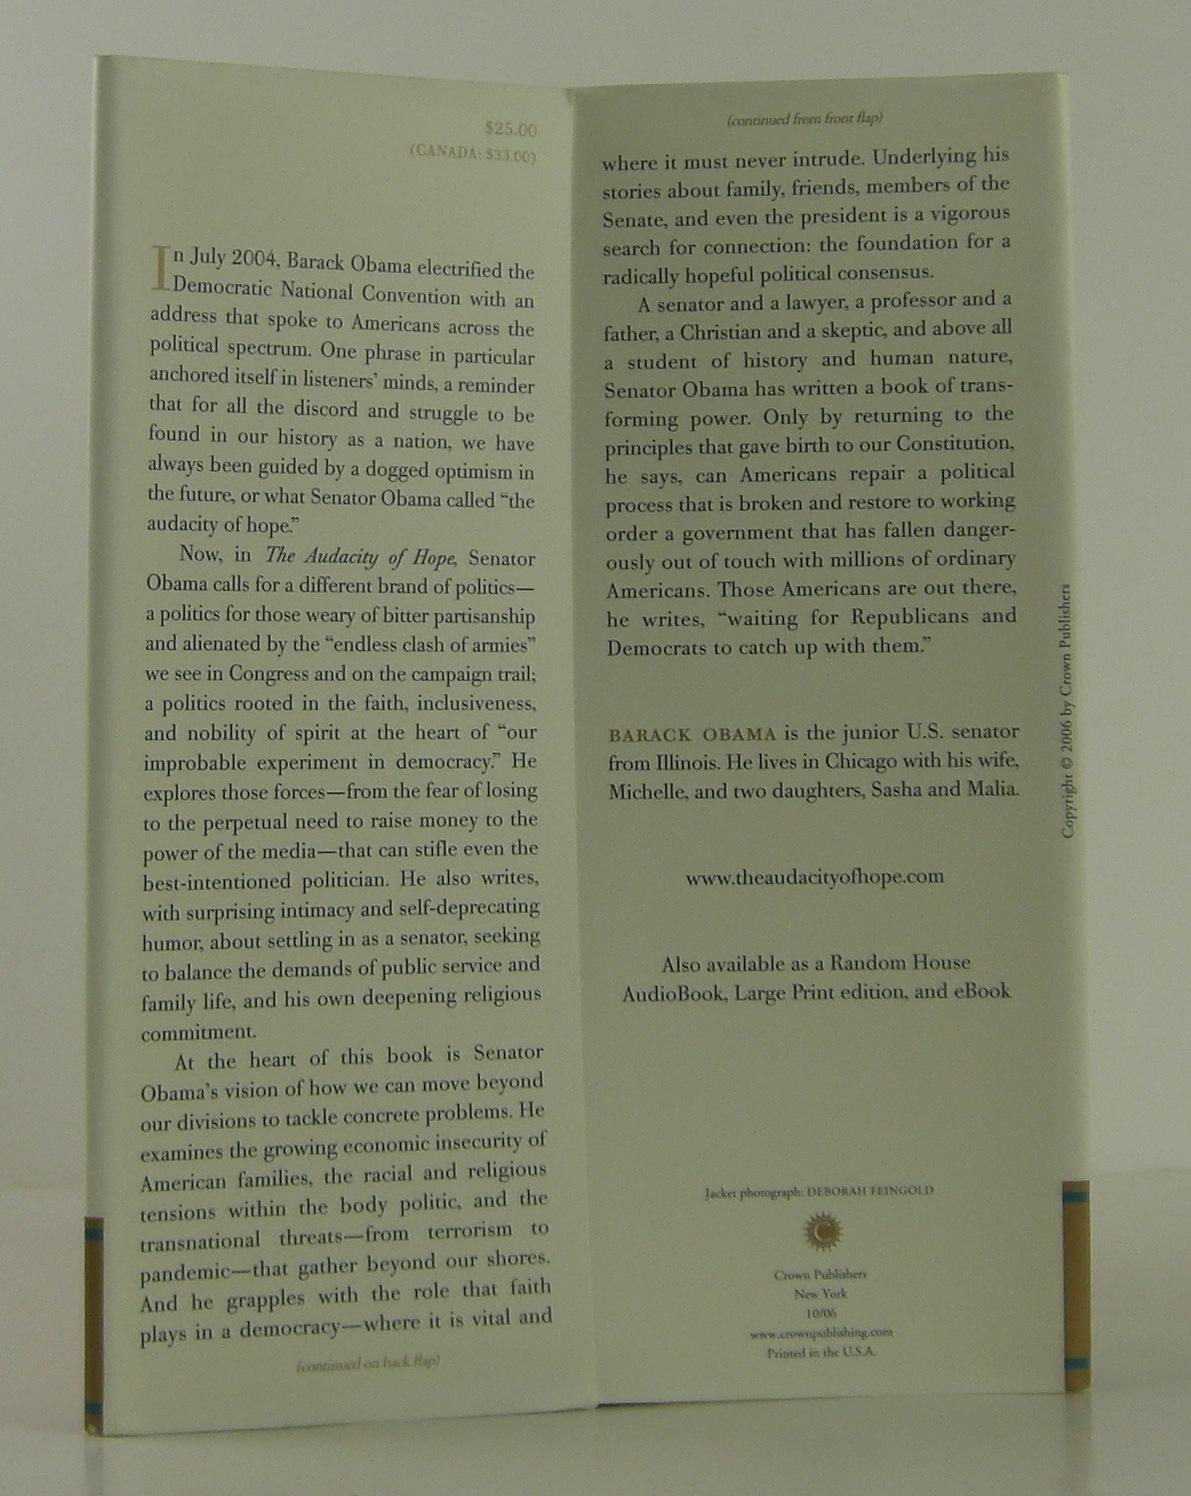 $25.00
(CANADA: $33.00)
In July 2004, Barack Obama electrified the
Democratic National Convention with an
address that spoke to Americans across the
political spectrum. One phrase in particular
anchored itself in listeners’ minds, a reminder
that for all the discord and struggle to be
found in our history as a nation, we have
always been guided by a dogged optimism in
the future, or what Senator Obama called “the
audacity of hope.”
Now, in The Audacity of Hope, Senator
Obama calls for a different brand of politics—
a politics for those weary of bitter partisanship
and alienated by the “endless clash of armies”
we see in Congress and on the campaign trail;
a politics rooted in the faith, inclusiveness,
and nobility of spirit at the heart of “our
improbable experiment in democracy.” He
explores those forces—from the fear of losing
to the perpetual need to raise money to the
power of the media—that can stifle even the
best-intentioned politician. He also writes,
with surprising intimacy and self-deprecating
humor, about settling in as a senator, seeking
to balance the demands of public service and
family life, and his own deepening religious
commitment.
At the heart of this book is Senator
Obama’s vision of how we can move beyond
our divisions to tackle concrete problems. He
examines the growing economic insecurity of
American families, the racial and religious
tensions within the body politic, and the
transnational threats—from terrorism to
pandemic—that gather beyond our shores.
And he grapples with the role that faith
plays in a democracy—where it is vital and
(continued on back flap)
(continued from front flap)
where it must never intrude. Underlying his
stories about family, friends, members of the
Senate, and even the president is a vigorous
search for connection: the foundation for a
radically hopeful political consensus.
A senator and a lawyer, a professor and a
father, a Christian and a skeptic, and above all
a student of history and human nature,
Senator Obama has written a book of trans-
forming power. Only by returning to the
principles that gave birth to our Constitution,
he says, can Americans repair a political
process that is broken and restore to working
order a government that has fallen danger-
ously out of touch with millions of ordinary
Americans. Those Americans are out there,
he writes, “waiting for Republicans and
Democrats to catch up with them.”
BARACK OBAMA is the junior U.S. senator
from Illinois. He lives in Chicago with his wife,
Michelle, and two daughters, Sasha and Malia.
www.theaudacityofhope.com
Also available as a Random House
AudioBook, Large Print edition, and eBook
Jacket photograph: DEBORAH FEINGOLD
C
Crown Publishers
New York
10/06
www.crownpublishing.com
Printed in the U.S.A.
Copyright © 2006 by Crown Publishers